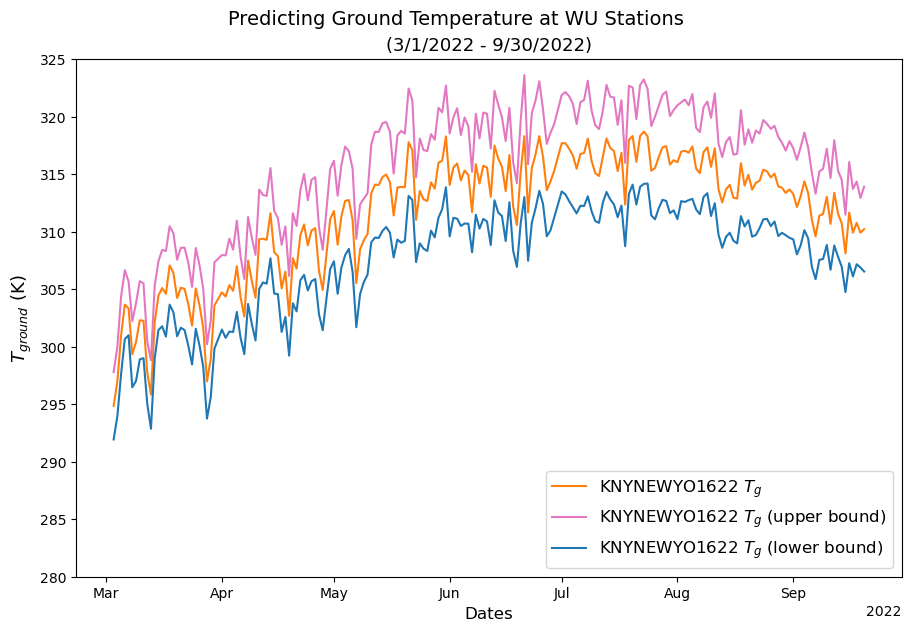 Predicting Ground Temperature at WU Stations
(3/1/2022 - 9/30/2022)
325
320
315
310
305
300
295
290
285
280
T_ground (K)
KNYNEWYO1622 T_g
KNYNEWYO1622 T_g (upper bound)
KNYNEWYO1622 T_g (lower bound)
Mar Apr May Jun Jul Aug Sep
Dates
2022